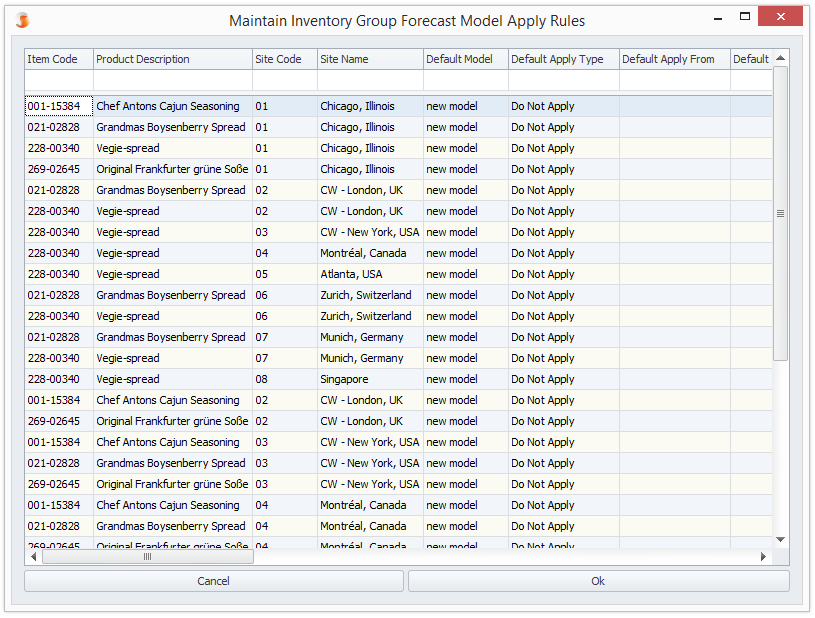 Maintain Inventory Group Forecast Model Apply Rules
Item Code Product Description Site Code Site Name Default Model Default Apply Type Default Apply From Default
001-15384 Chef Antons Cajun Seasoning 01 Chicago, Illinois new model Do Not Apply
021-02828 Grandmas Boysenberry Spread 01 Chicago, Illinois new model Do Not Apply
228-00340 Vegie-spread 01 Chicago, Illinois new model Do Not Apply
269-02645 Original Frankfurter grüne Soße 01 Chicago, Illinois new model Do Not Apply
021-02828 Grandmas Boysenberry Spread 02 CW - London, UK new model Do Not Apply
228-00340 Vegie-spread 02 CW - London, UK new model Do Not Apply
228-00340 Vegie-spread 03 CW - New York, USA new model Do Not Apply
228-00340 Vegie-spread 04 Montréal, Canada new model Do Not Apply
228-00340 Vegie-spread 05 Atlanta, USA new model Do Not Apply
021-02828 Grandmas Boysenberry Spread 06 Zurich, Switzerland new model Do Not Apply
228-00340 Vegie-spread 06 Zurich, Switzerland new model Do Not Apply
021-02828 Grandmas Boysenberry Spread 07 Munich, Germany new model Do Not Apply
228-00340 Vegie-spread 07 Munich, Germany new model Do Not Apply
228-00340 Vegie-spread 08 Singapore new model Do Not Apply
001-15384 Chef Antons Cajun Seasoning 02 CW - London, UK new model Do Not Apply
269-02645 Original Frankfurter grüne Soße 02 CW - London, UK new model Do Not Apply
001-15384 Chef Antons Cajun Seasoning 03 CW - New York, USA new model Do Not Apply
021-02828 Grandmas Boysenberry Spread 03 CW - New York, USA new model Do Not Apply
269-02645 Original Frankfurter grüne Soße 03 CW - New York, USA new model Do Not Apply
001-15384 Chef Antons Cajun Seasoning 04 Montréal, Canada new model Do Not Apply
021-02828 Grandmas Boysenberry Spread 04 Montréal, Canada new model Do Not Apply
269-02645 Original Frankfurter grüne Soße 04 Montréal, Canada new model Do Not Apply
Cancel Ok